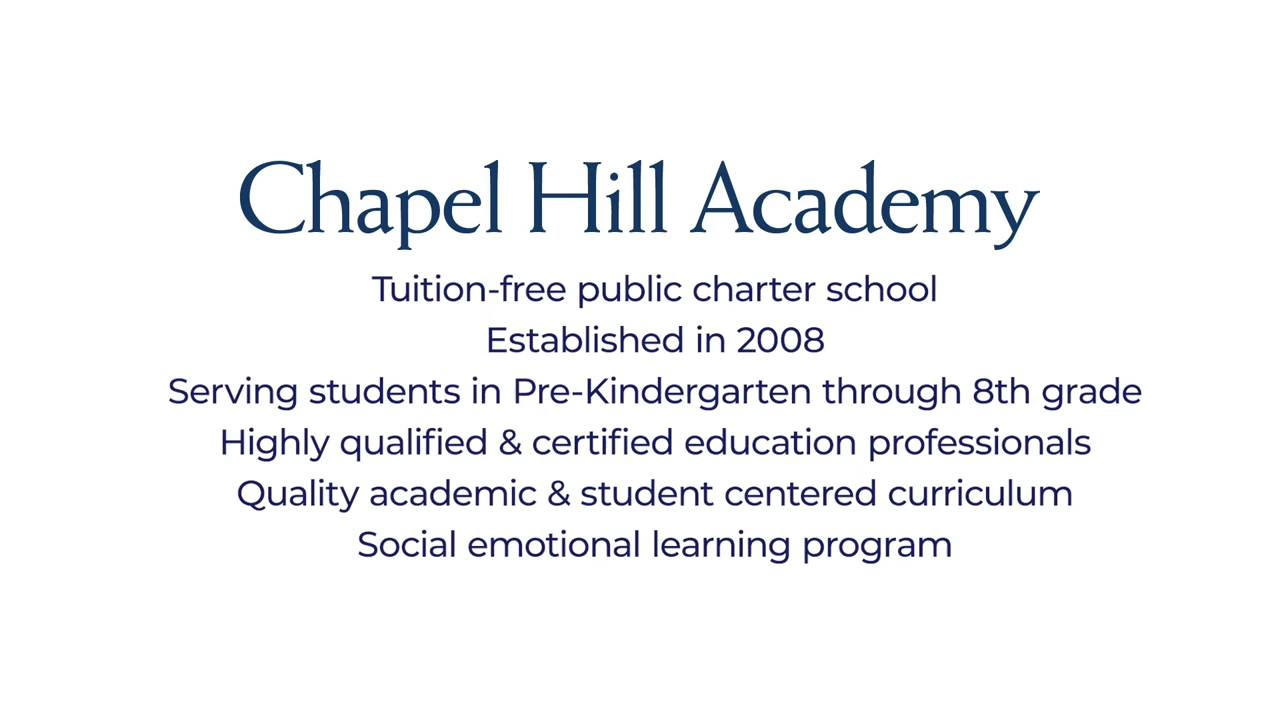 Chapel Hill Academy
Tuition-free public charter school
Established in 2008
Serving students in Pre-Kindergarten through 8th grade
Highly qualified & certified education professionals
Quality academic & student centered curriculum
Social emotional learning program